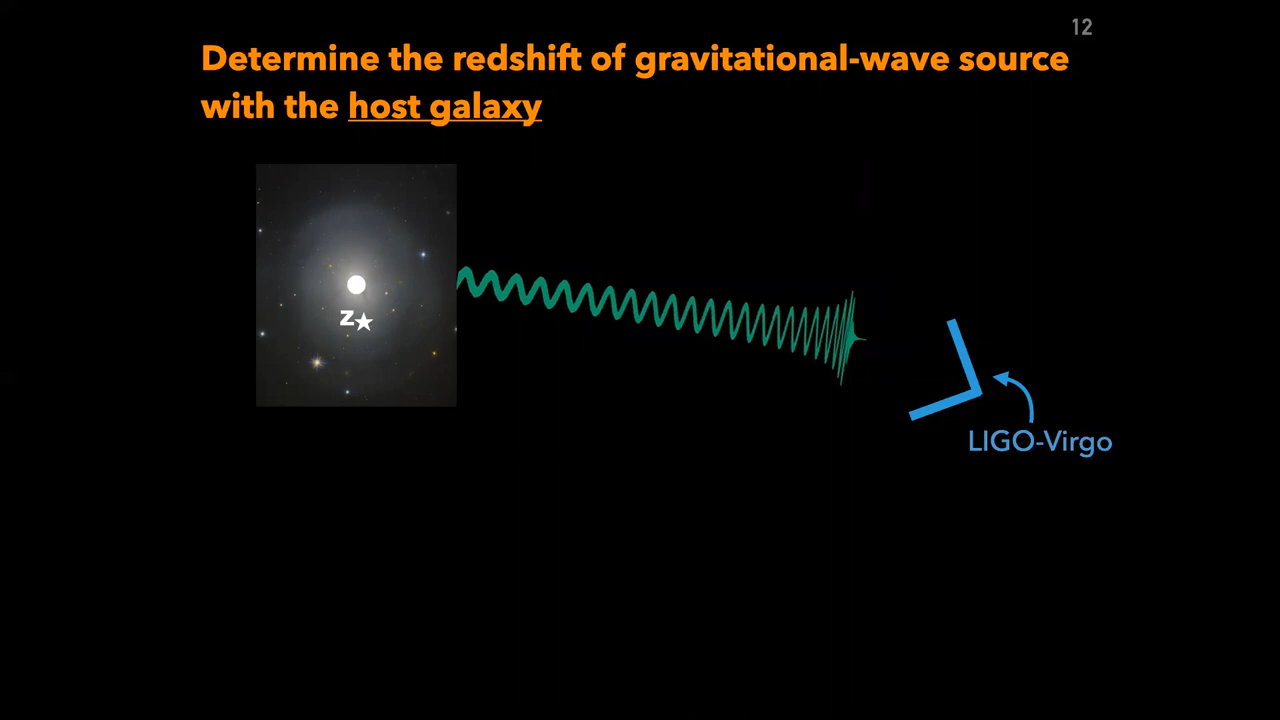 12
Determine the redshift of gravitational-wave source
with the host galaxy
z★
LIGO-Virgo